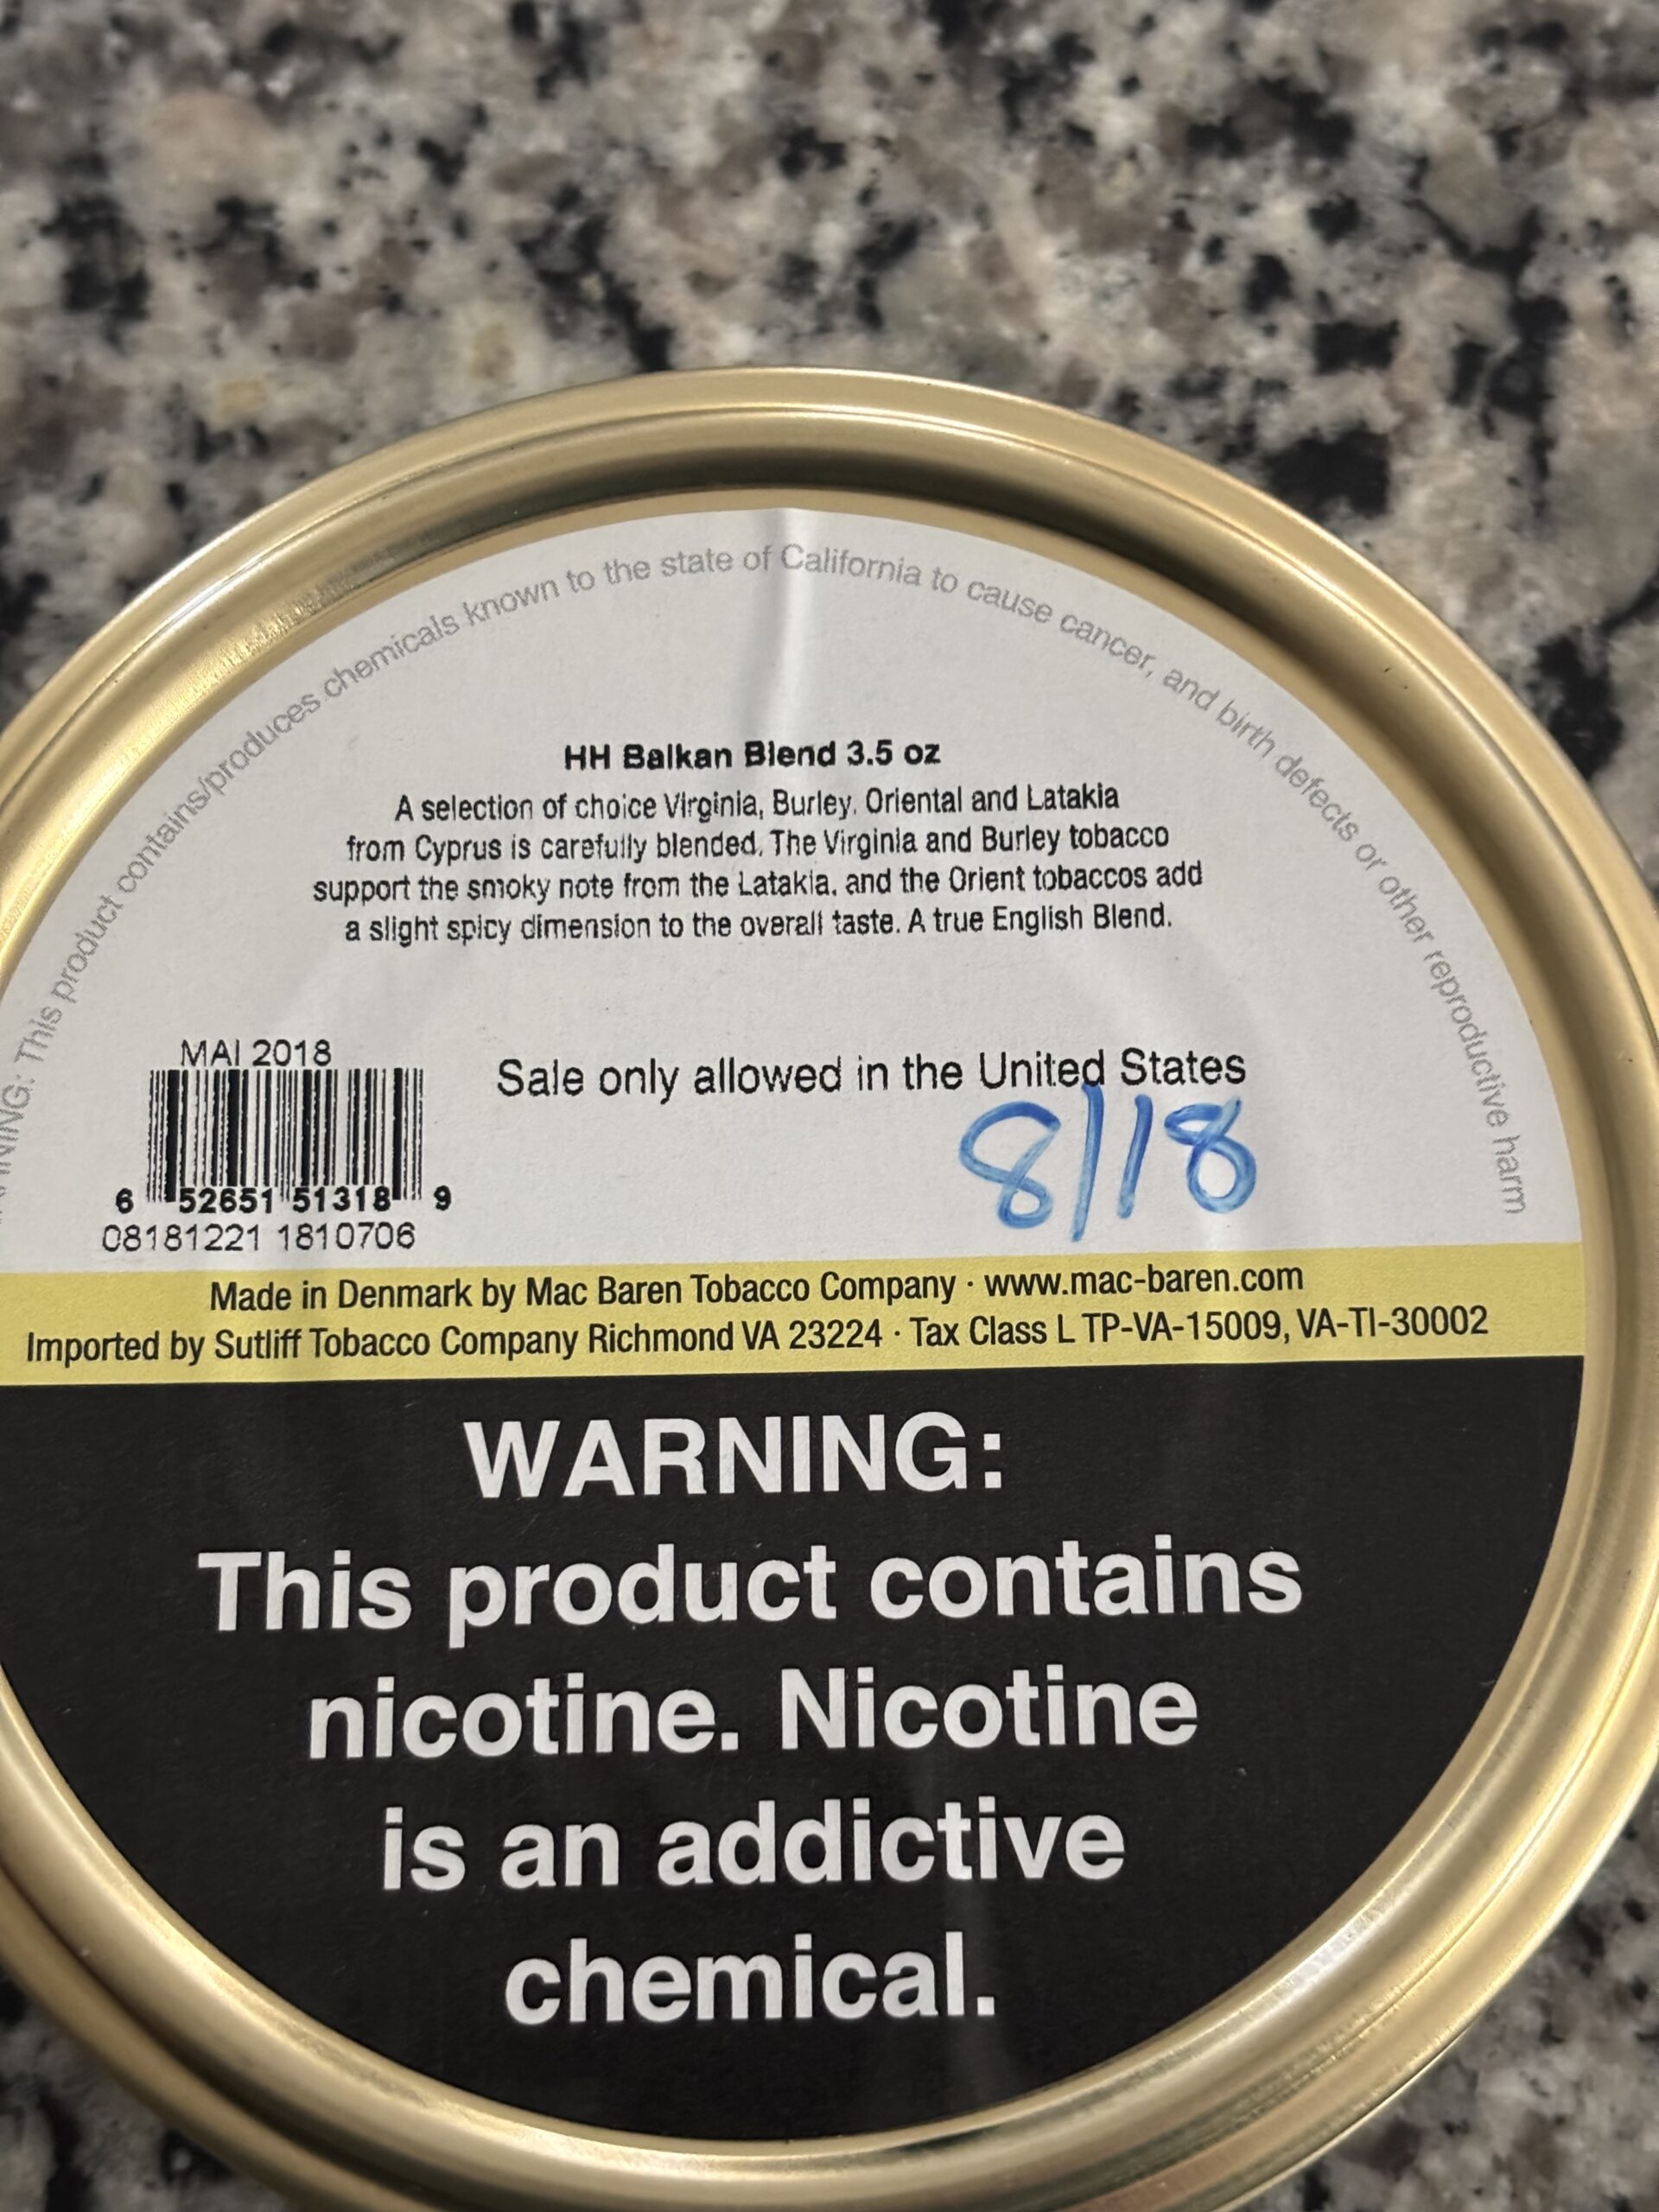 WARNING: This product contains/produces chemicals known to the state of California to cause cancer, and birth defects or other reproductive harm
HH Balkan Blend 3.5 oz
A selection of choice Virginia, Burley, Oriental and Latakia
from Cyprus is carefully blended. The Virginia and Burley tobacco
support the smoky note from the Latakia, and the Orient tobaccos add
a slight spicy dimension to the overall taste. A true English Blend.
MAI 2018
Sale only allowed in the United States
8/18
6 52651 51318 9
08181221 1810706
Made in Denmark by Mac Baren Tobacco Company · www.mac-baren.com
Imported by Sutliff Tobacco Company Richmond VA 23224 · Tax Class L TP-VA-15009, VA-TI-30002
WARNING:
This product contains
nicotine. Nicotine
is an addictive
chemical.